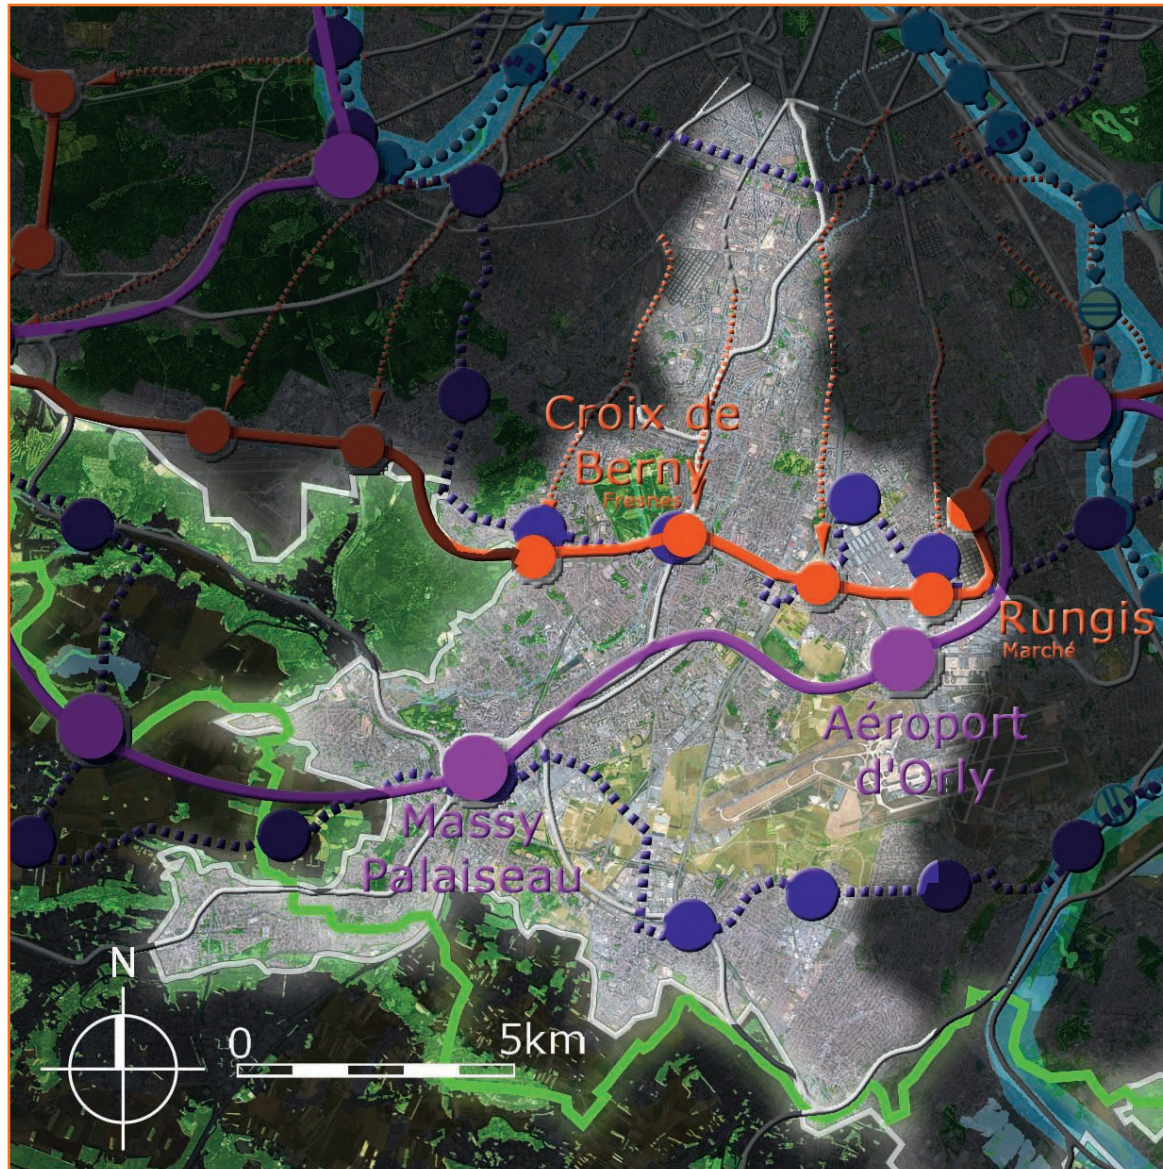 Croix de
Berny
Fresnes
Rungis
Marché
Aéroport
d'Orly
Massy
Palaiseau
N
0 5km